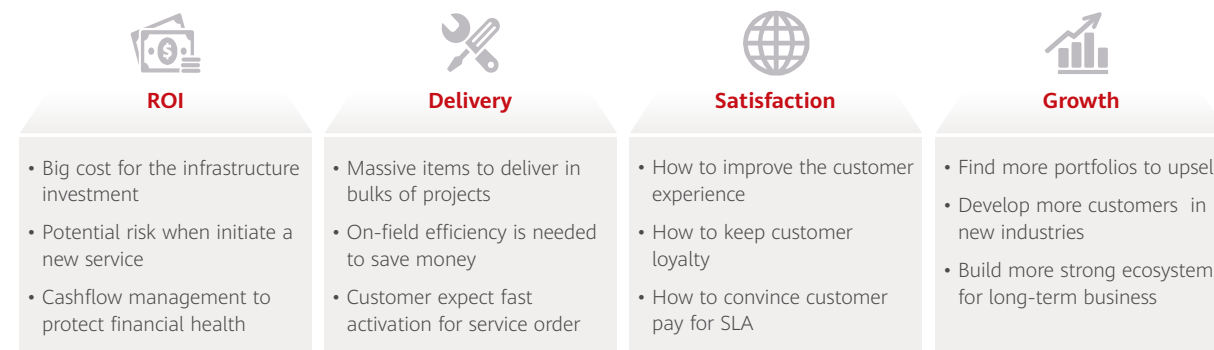 ROI
• Big cost for the infrastructure
investment
• Potential risk when initiate a
new service
• Cashflow management to
protect financial health
Delivery
• Massive items to deliver in
bulks of projects
• On-field efficiency is needed
to save money
• Customer expect fast
activation for service order
Satisfaction
• How to improve the customer
experience
• How to keep customer
loyalty
• How to convince customer
pay for SLA
Growth
• Find more portfolios to upsel
• Develop more customers in
new industries
• Build more strong ecosystem
for long-term business